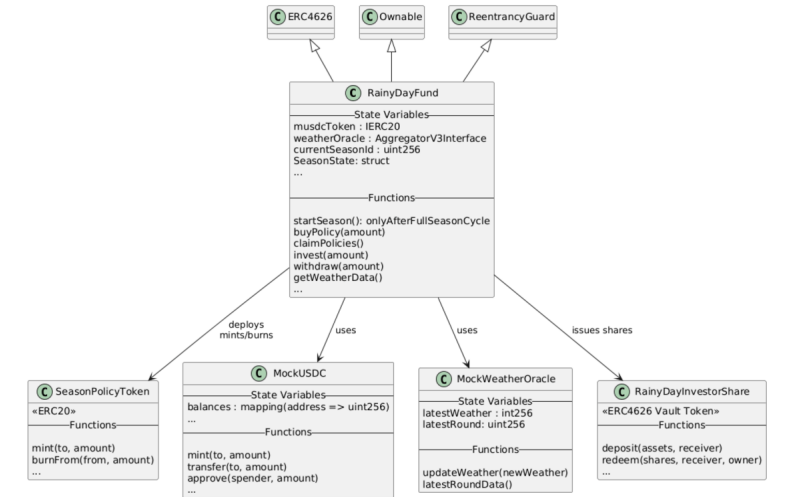 C ERC4626
C Ownable
C ReentrancyGuard
C RainyDayFund
State Variables
musdcToken : IERC20
weatherOracle : AggregatorV3Interface
currentSeasonId : uint256
SeasonState: struct
...
Functions
startSeason(): onlyAfterFullSeasonCycle
buyPolicy(amount)
claimPolicies()
invest(amount)
withdraw(amount)
getWeatherData()
...
deploys
mints/burns
uses
uses
issues shares
C SeasonPolicyToken
«ERC20»
Functions
mint(to, amount)
burnFrom(from, amount)
...
C MockUSDC
State Variables
balances : mapping(address => uint256)
...
Functions
mint(to, amount)
transfer(to, amount)
approve(spender, amount)
...
C MockWeatherOracle
State Variables
latestWeather : int256
latestRound: uint256
Functions
updateWeather(newWeather)
latestRoundData()
C RainyDayInvestorShare
«ERC4626 Vault Token»
Functions
deposit(assets, receiver)
redeem(shares, receiver, owner)
...